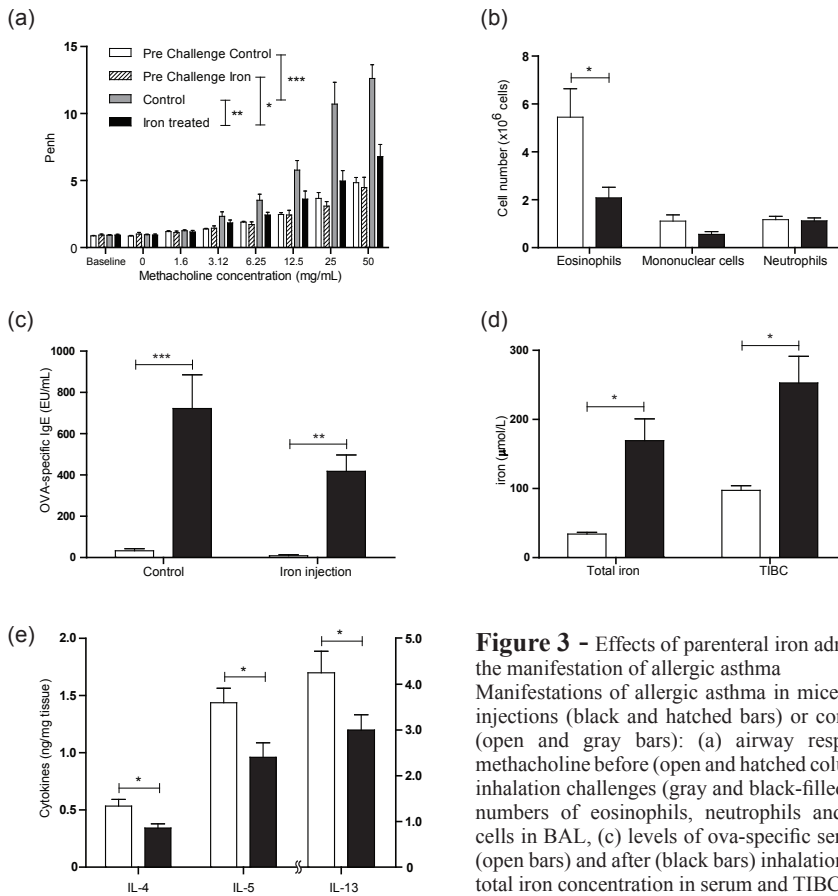 (a)
15
10
5
0
Penh
Pre Challenge Control
Pre Challenge Iron
Control
Iron treated
***
*
**
Baseline 0 1.6 3.12 6.25 12.5 25 50
Methacholine concentration (mg/mL)
(b)
8
6
4
2
0
Cell number (x10⁶ cells)
*
Eosinophils Mononuclear cells Neutrophils
(c)
1000
800
600
400
200
0
OVA-specific IgE (EU/mL)
***
**
Control Iron injection
(d)
300
200
100
0
iron (μmol/L)
*
*
Total iron TIBC
(e)
2.0
1.5
1.0
0.5
0
Cytokines (ng/mg tissue)
*
*
*
5.0
4.0
3.0
2.0
1.0
0.0
IL-4 IL-5 IL-13
Figure 3 - Effects of parenteral iron adr
the manifestation of allergic asthma
Manifestations of allergic asthma in mice
injections (black and hatched bars) or cor
(open and gray bars): (a) airway resp
methacholine before (open and hatched colu
inhalation challenges (gray and black-filled
numbers of eosinophils, neutrophils and
cells in BAL, (c) levels of ova-specific ser
(open bars) and after (black bars) inhalation
total iron concentration in serum and TIBC